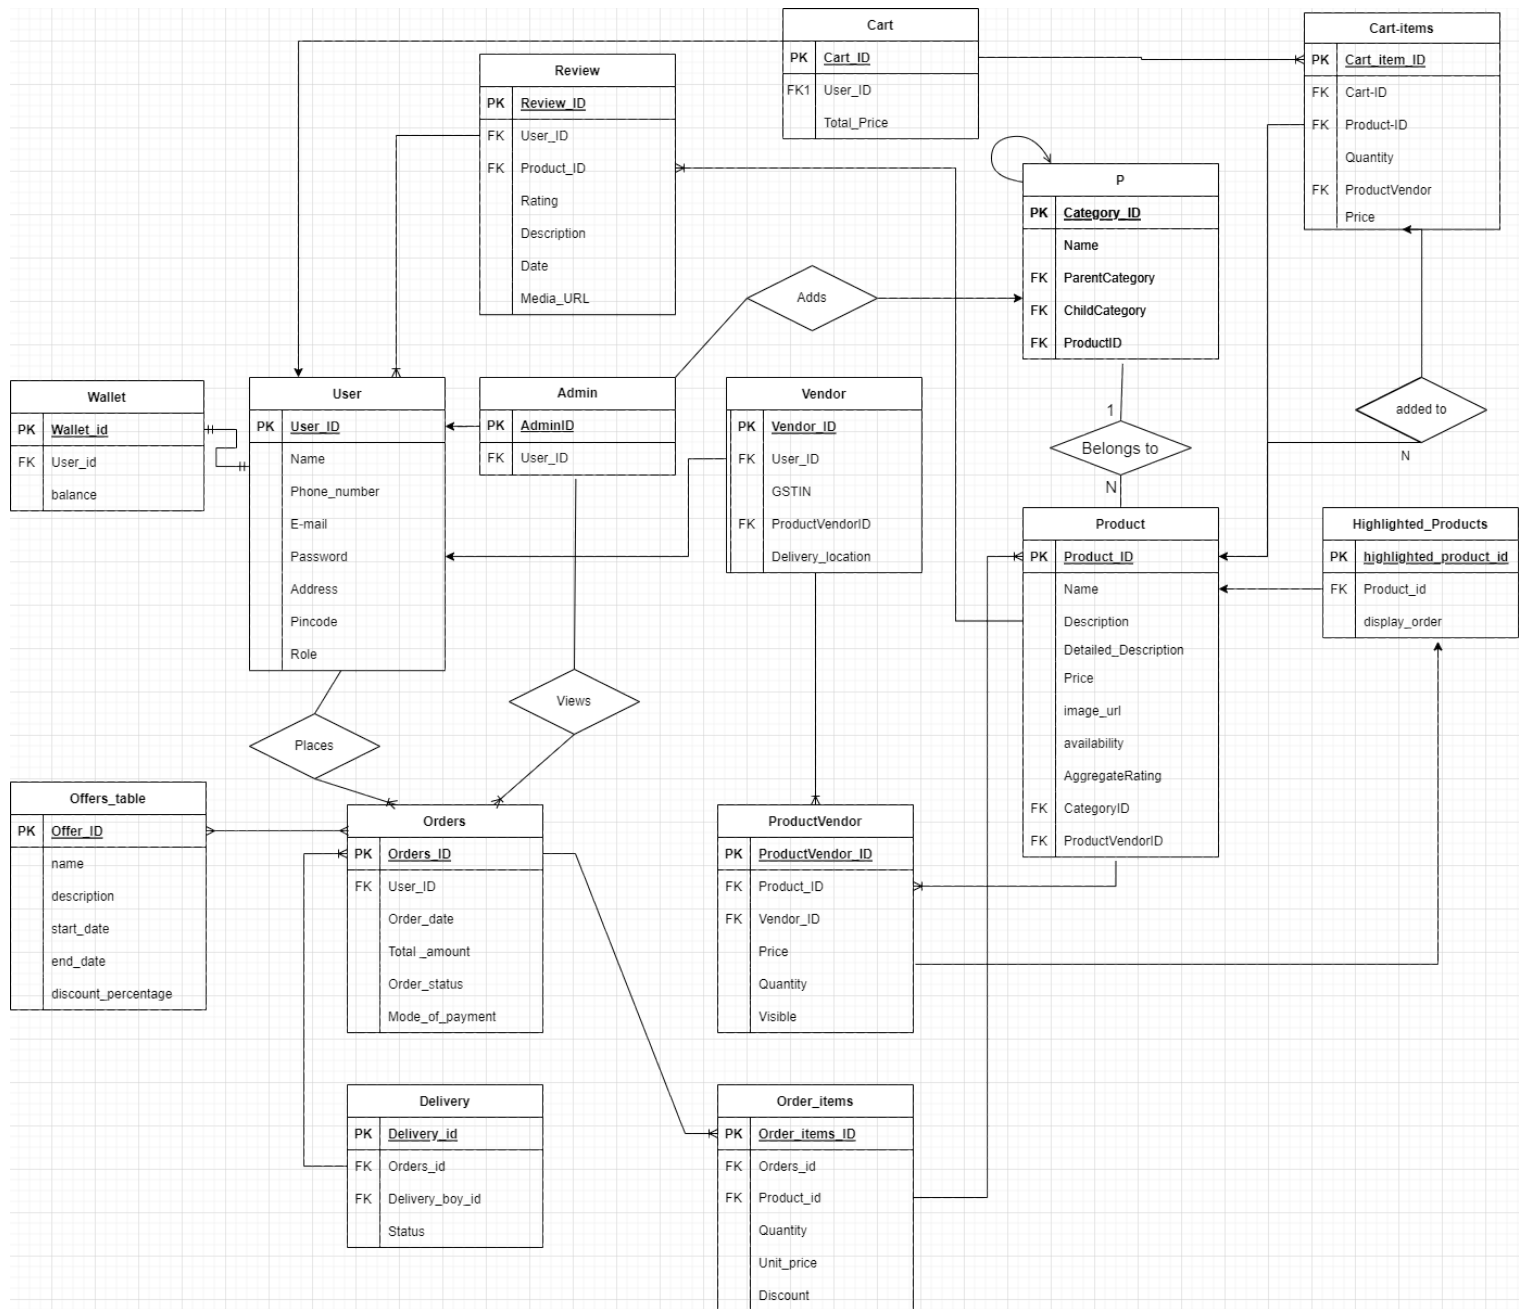 Cart
PK Cart_ID
FK1 User_ID
Total_Price
Cart-items
PK Cart_item_ID
FK Cart-ID
FK Product-ID
Quantity
FK ProductVendor
Price
Review
PK Review_ID
FK User_ID
FK Product_ID
Rating
Description
Date
Media_URL
P
PK Category_ID
Name
FK ParentCategory
FK ChildCategory
FK ProductID
Adds
Wallet
PK Wallet_id
FK User_id
balance
User
PK User_ID
Name
Phone_number
E-mail
Password
Address
Pincode
Role
Admin
PK AdminID
FK User_ID
Vendor
PK Vendor_ID
FK User_ID
GSTIN
FK ProductVendorID
Delivery_location
1
Belongs to
N
added to
N
Product
PK Product_ID
Name
Description
Detailed_Description
Price
image_url
availability
AggregateRating
FK CategoryID
FK ProductVendorID
Highlighted_Products
PK highlighted_product_id
FK Product_id
display_order
Views
Places
Offers_table
PK Offer_ID
name
description
start_date
end_date
discount_percentage
Orders
PK Orders_ID
FK User_ID
Order_date
Total _amount
Order_status
Mode_of_payment
ProductVendor
PK ProductVendor_ID
FK Product_ID
FK Vendor_ID
Price
Quantity
Visible
Delivery
PK Delivery_id
FK Orders_id
FK Delivery_boy_id
Status
Order_items
PK Order_items_ID
FK Orders_id
FK Product_id
Quantity
Unit_price
Discount